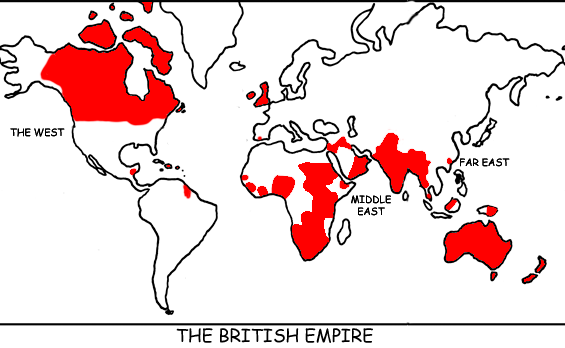 THE WEST
FAR EAST
MIDDLE
EAST
THE BRITISH EMPIRE